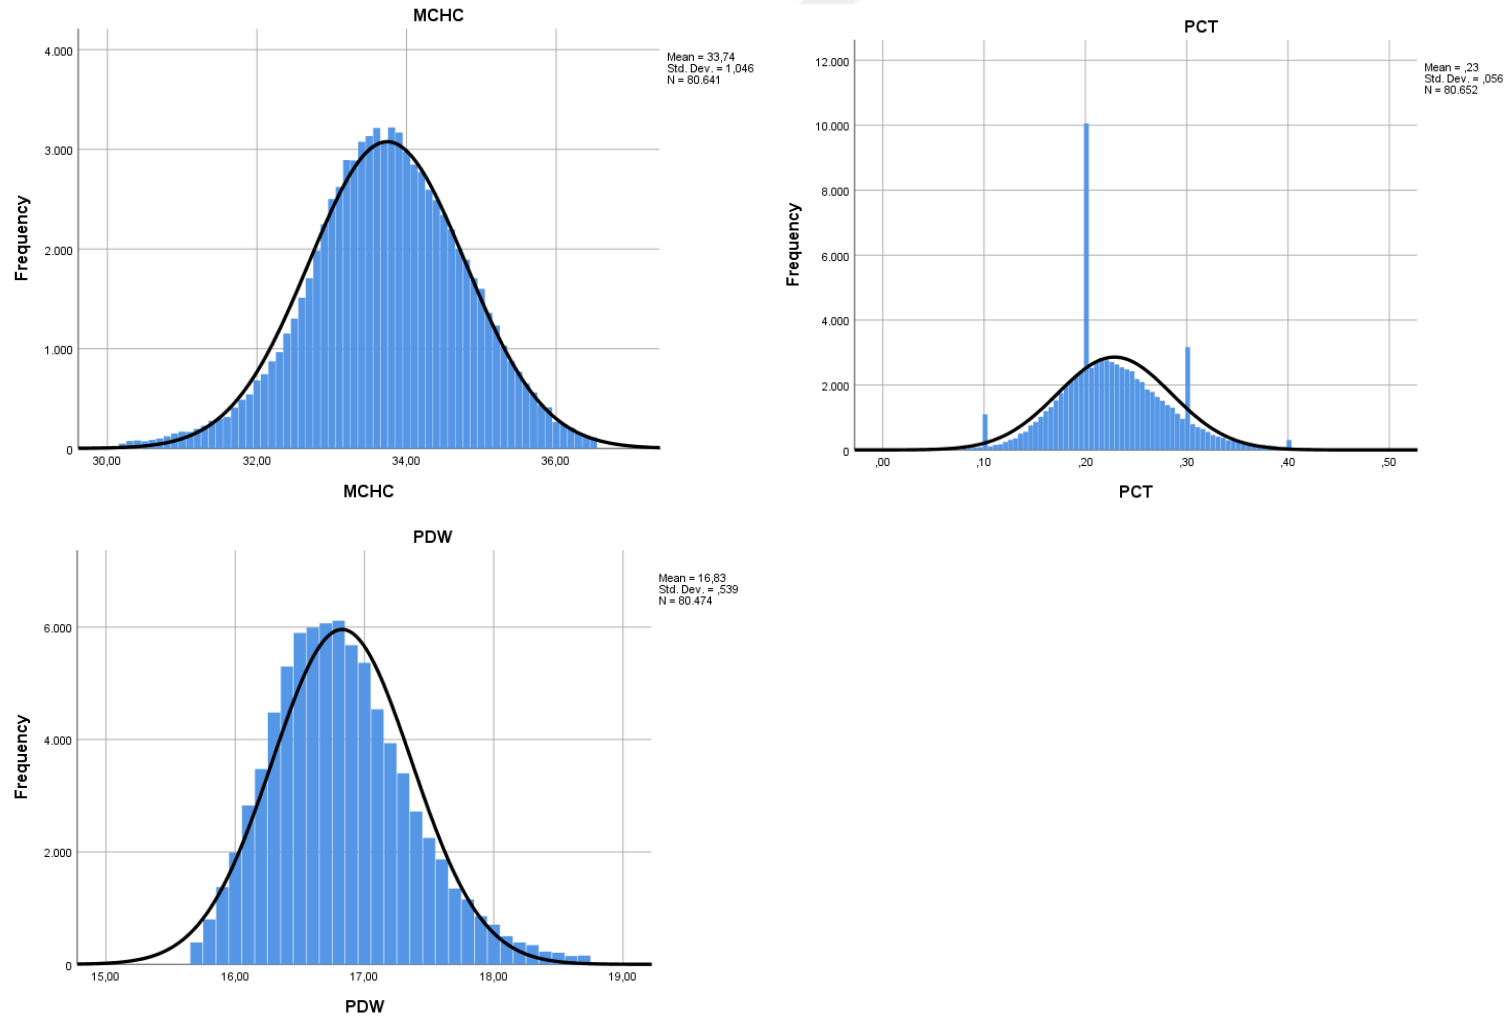 MCHC
Mean = 33,74
Std. Dev. = 1,046
N = 80.641
4.000
3.000
2.000
1.000
0
Frequency
30,00 32,00 34,00 36,00
MCHC
PCT
Mean = ,23
Std. Dev. = ,056
N = 80.652
12.000
10.000
8.000
6.000
4.000
2.000
0
Frequency
,00 ,10 ,20 ,30 ,40 ,50
PCT
PDW
Mean = 16,83
Std. Dev. = ,539
N = 80.474
6.000
4.000
2.000
0
Frequency
15,00 16,00 17,00 18,00 19,00
PDW